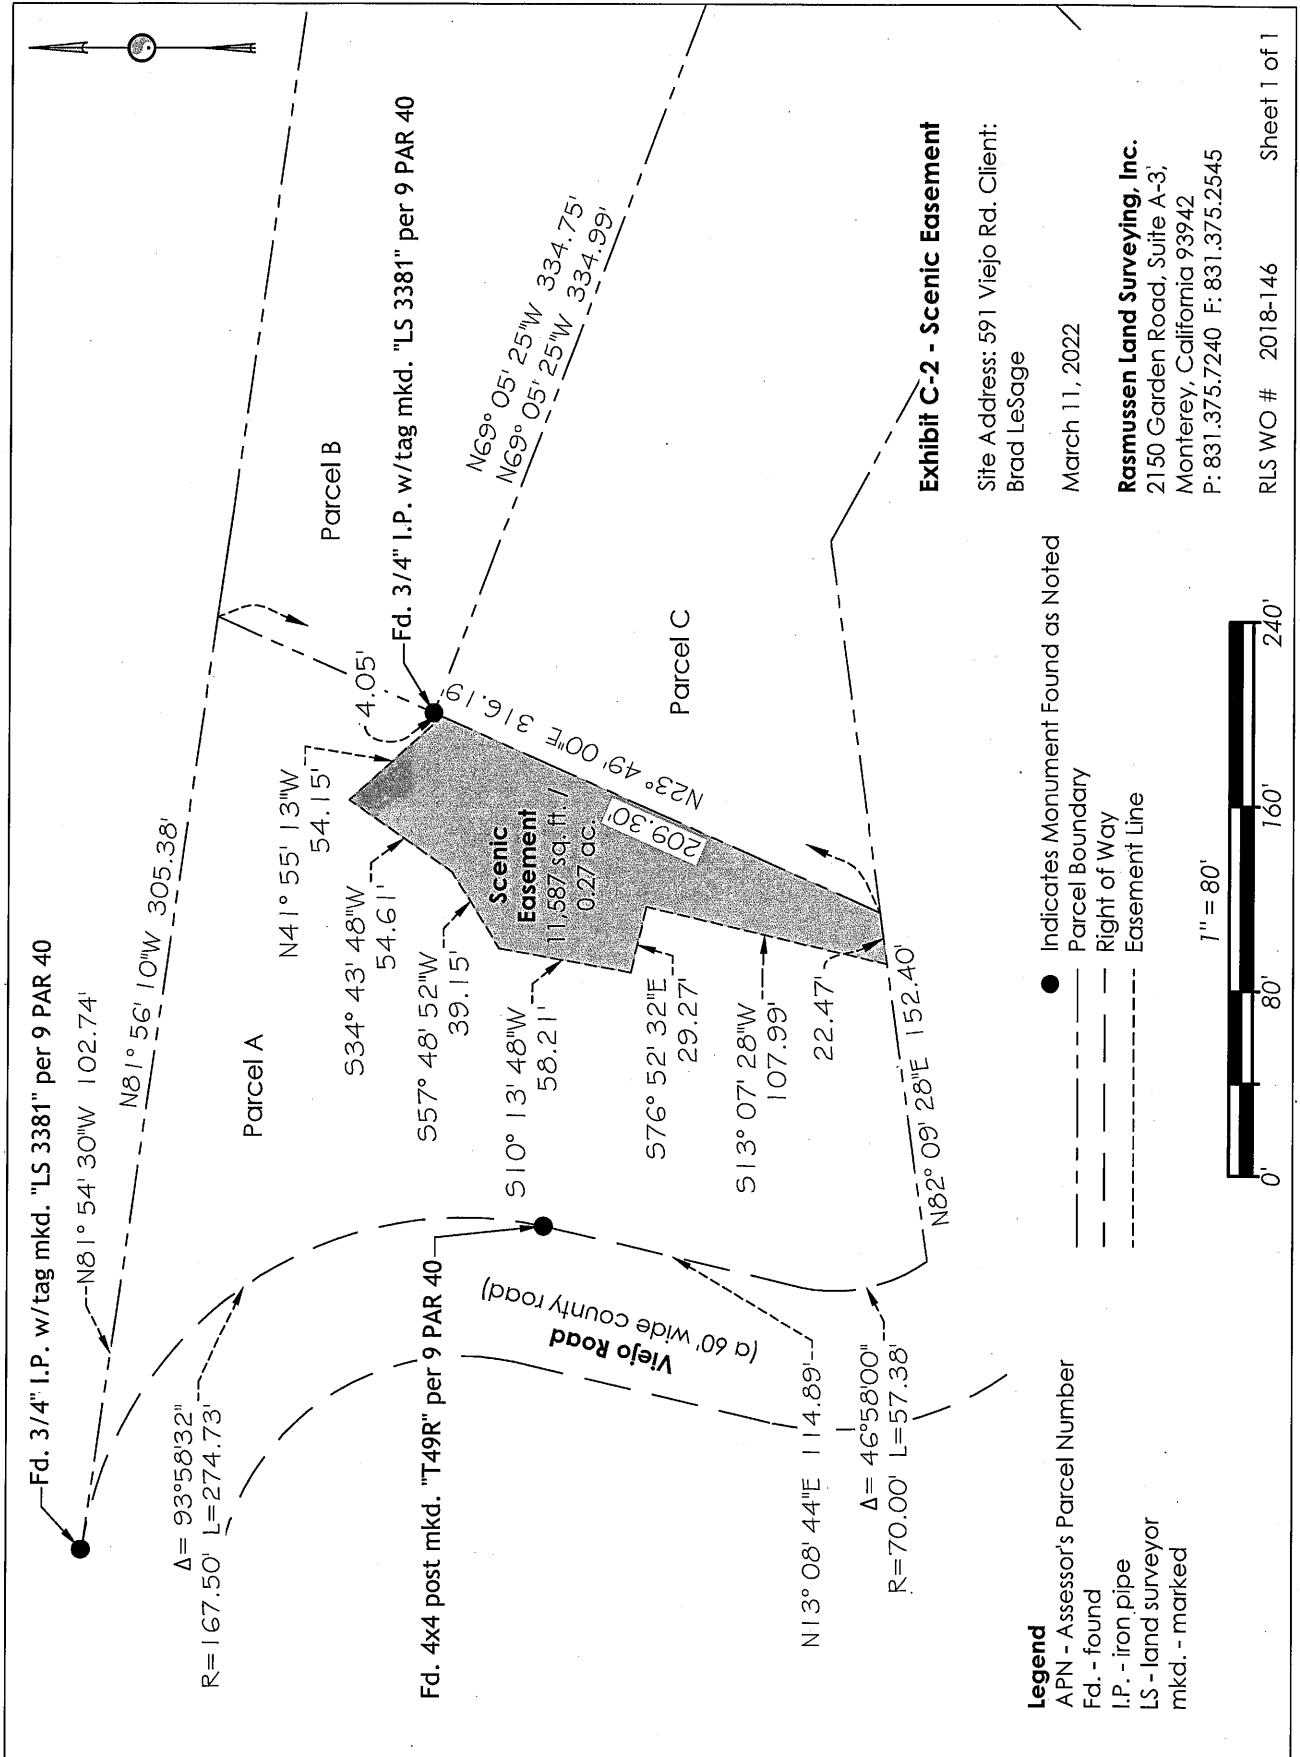 Fd. 3/4" I.P. w/tag mkd. "LS 3381" per 9 PAR 40
N81° 54' 30"W 102.74'
N81° 56' 10"W 305.38'
Δ= 93°58'32"
R=167.50' L=274.73'
Parcel A
Parcel B
N41° 55' 13"W
54.15'
4.05'
Fd. 3/4" I.P. w/tag mkd. "LS 3381" per 9 PAR 40
S34° 43' 48"W
54.61'
S57° 48' 52"W
39.15'
S10° 13' 48"W
58.21'
S76° 52' 32"E
29.27'
S13° 07' 28"W
107.99'
22.47'
Scenic
Easement
11,587 sq. ft. /
0.27 ac.
209.30'
N23° 49' 00"E 316.19
N69° 05' 25"W 334.75'
N69° 05' 25"W 334.99'
Parcel C
Fd. 4x4 post mkd. "T49R" per 9 PAR 40
Viejo Road
(a 60' wide county road)
N13° 08' 44"E 114.89'
Δ= 46°58'00"
R=70.00' L=57.38'
N82° 09' 28"E 152.40'
Legend
APN - Assessor's Parcel Number
Fd. - found
I.P. - iron pipe
LS - land surveyor
mkd. - marked
Indicates Monument Found as Noted
Parcel Boundary
Right of Way
Easement Line
1" = 80'
0' 80' 160' 240'
Exhibit C-2 - Scenic Easement
Site Address: 591 Viejo Rd. Client:
Brad LeSage
March 11, 2022
Rasmussen Land Surveying, Inc.
2150 Garden Road, Suite A-3,
Monterey, California 93942
P: 831.375.7240 F: 831.375.2545
RLS WO # 2018-146 Sheet 1 of 1